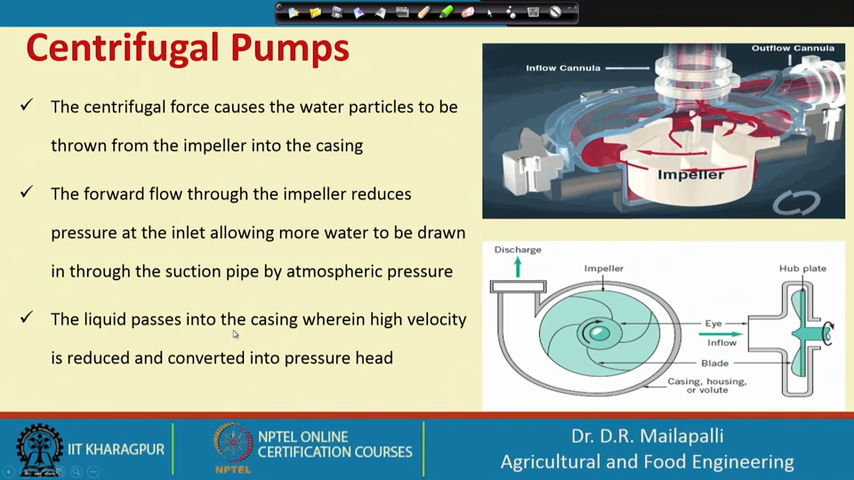 Centrifugal Pumps
✓ The centrifugal force causes the water particles to be
thrown from the impeller into the casing
✓ The forward flow through the impeller reduces
pressure at the inlet allowing more water to be drawn
in through the suction pipe by atmospheric pressure
✓ The liquid passes into the casing wherein high velocity
is reduced and converted into pressure head
Outflow Cannula
Inflow Cannula
Impeller
Discharge
Impeller
Hub plate
Eye
Inflow
Blade
Casing, housing,
or volute
IIT KHARAGPUR
NPTEL
NPTEL ONLINE
CERTIFICATION COURSES
Dr. D.R. Mailapalli
Agricultural and Food Engineering